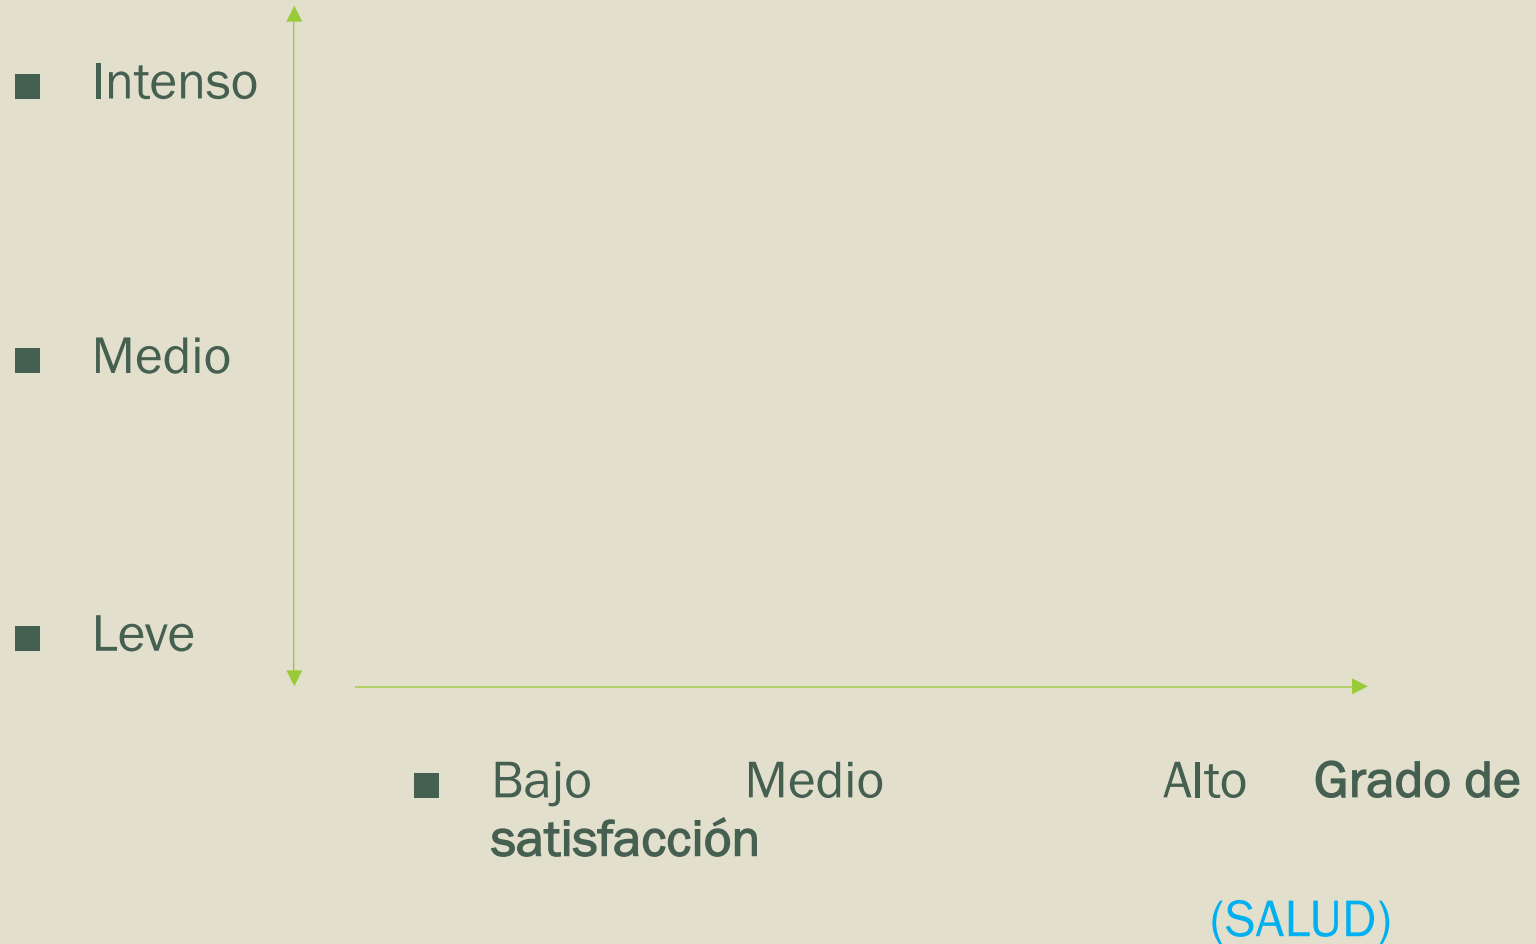 Intenso
Medio
Leve
Bajo Medio Alto Grado de
satisfacción
(SALUD)